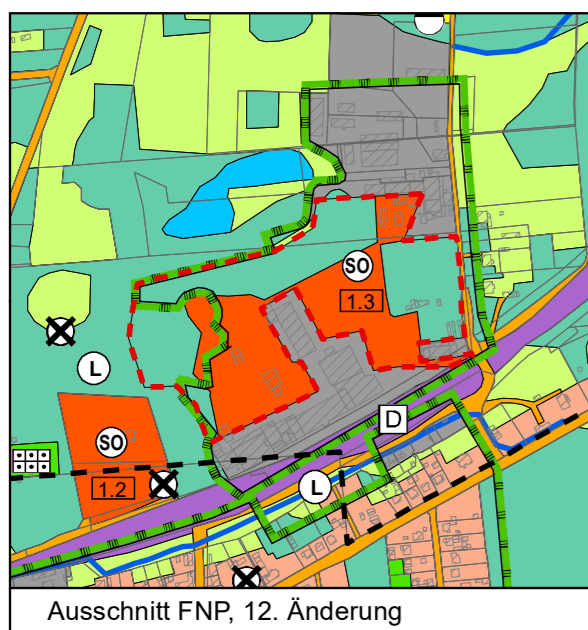 SO
1.3
L
SO
D
1.2
L
Ausschnitt FNP, 12. Änderung